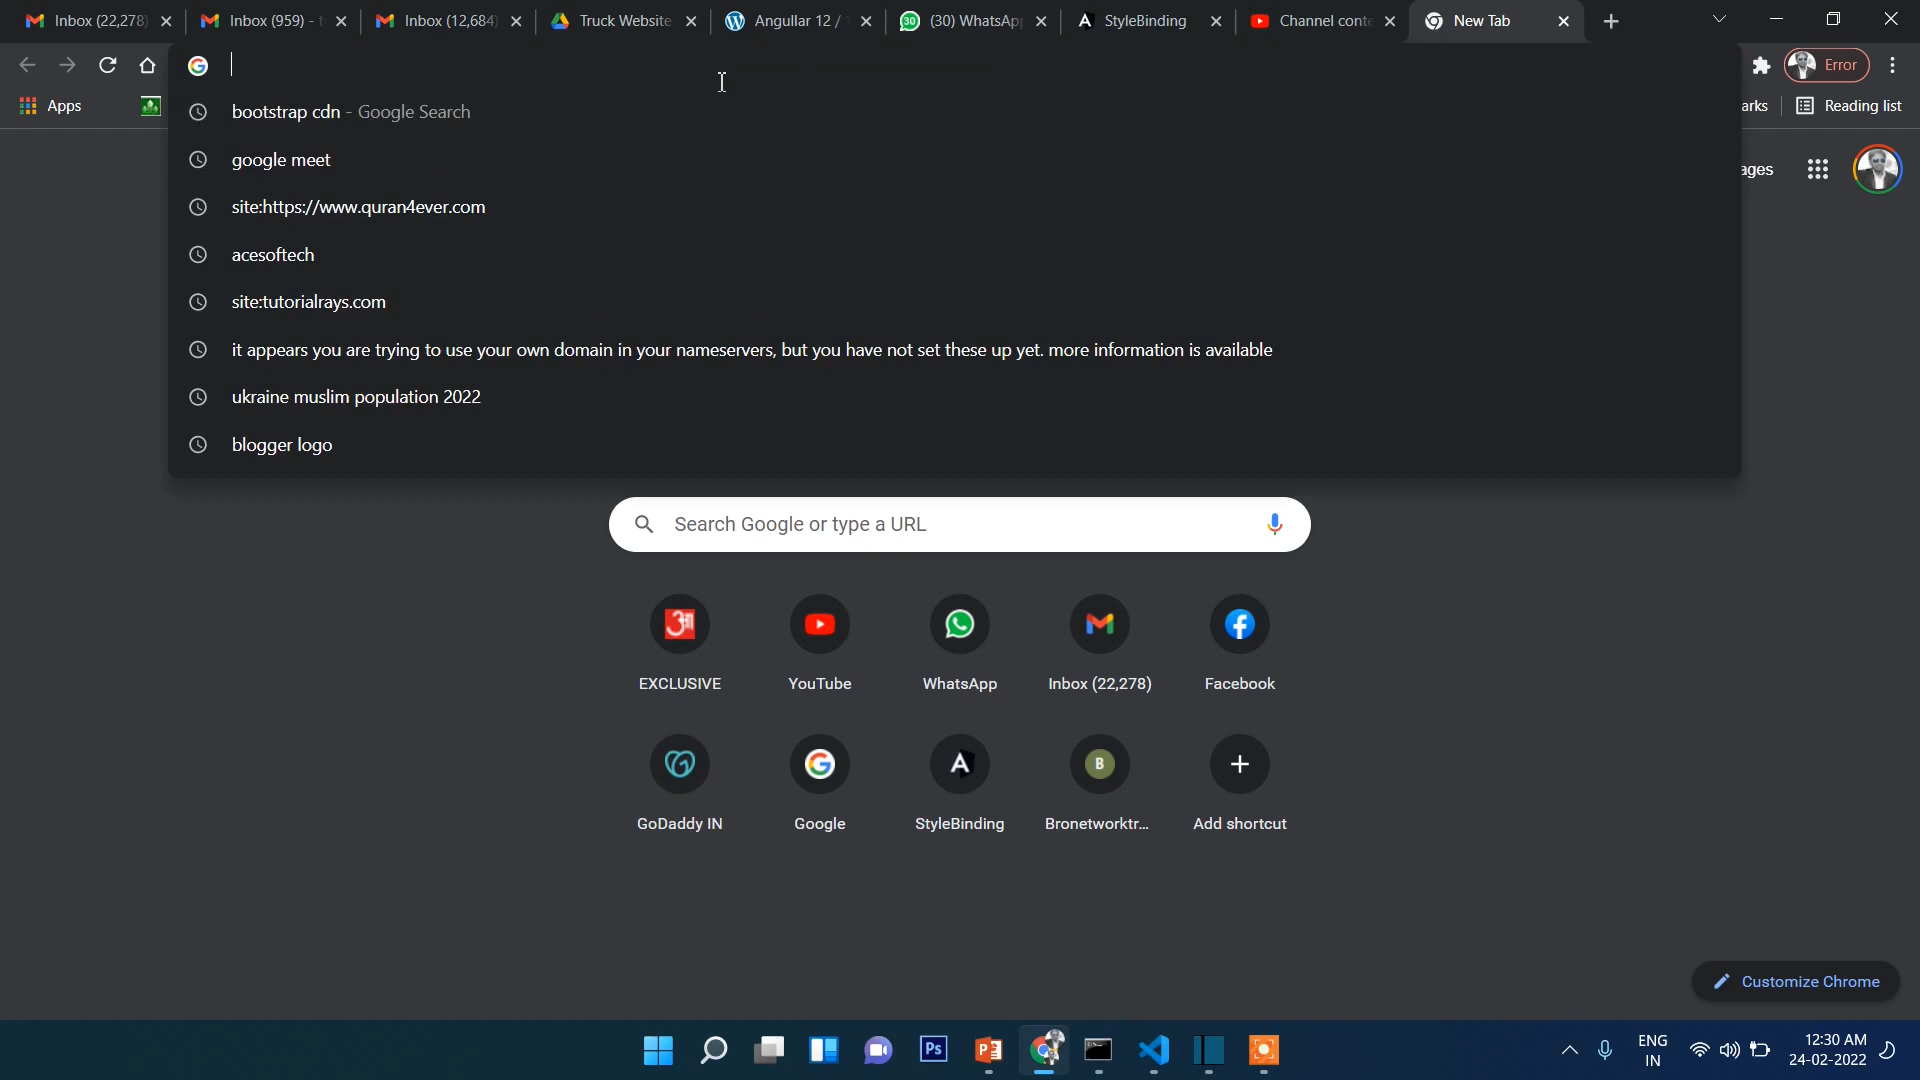 Inbox (22,278)
Inbox (959) - t
Inbox (12,684)
Truck Website
Angullar 12 /
(30) WhatsApp
StyleBinding
Channel conte
New Tab
Error
Apps
arks
Reading list
bootstrap cdn - Google Search
google meet
site:https://www.quran4ever.com
acesoftech
site:tutorialrays.com
it appears you are trying to use your own domain in your nameservers, but you have not set these up yet. more information is available
ukraine muslim population 2022
blogger logo
ages
Search Google or type a URL
EXCLUSIVE
YouTube
WhatsApp
Inbox (22,278)
Facebook
GoDaddy IN
Google
StyleBinding
Bronetworktr...
Add shortcut
Customize Chrome
Ps
ENG
IN
12:30 AM
24-02-2022